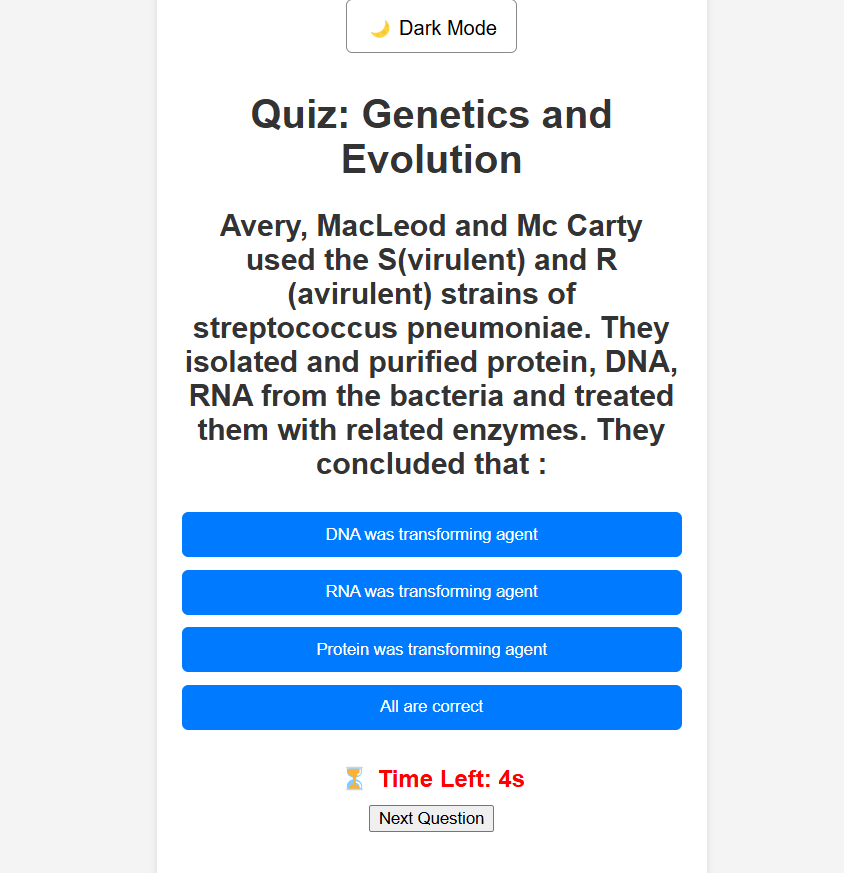 🌙 Dark Mode
Quiz: Genetics and
Evolution
Avery, MacLeod and Mc Carty
used the S(virulent) and R
(avirulent) strains of
streptococcus pneumoniae. They
isolated and purified protein, DNA,
RNA from the bacteria and treated
them with related enzymes. They
concluded that :
DNA was transforming agent
RNA was transforming agent
Protein was transforming agent
All are correct
⏳ Time Left: 4s
Next Question